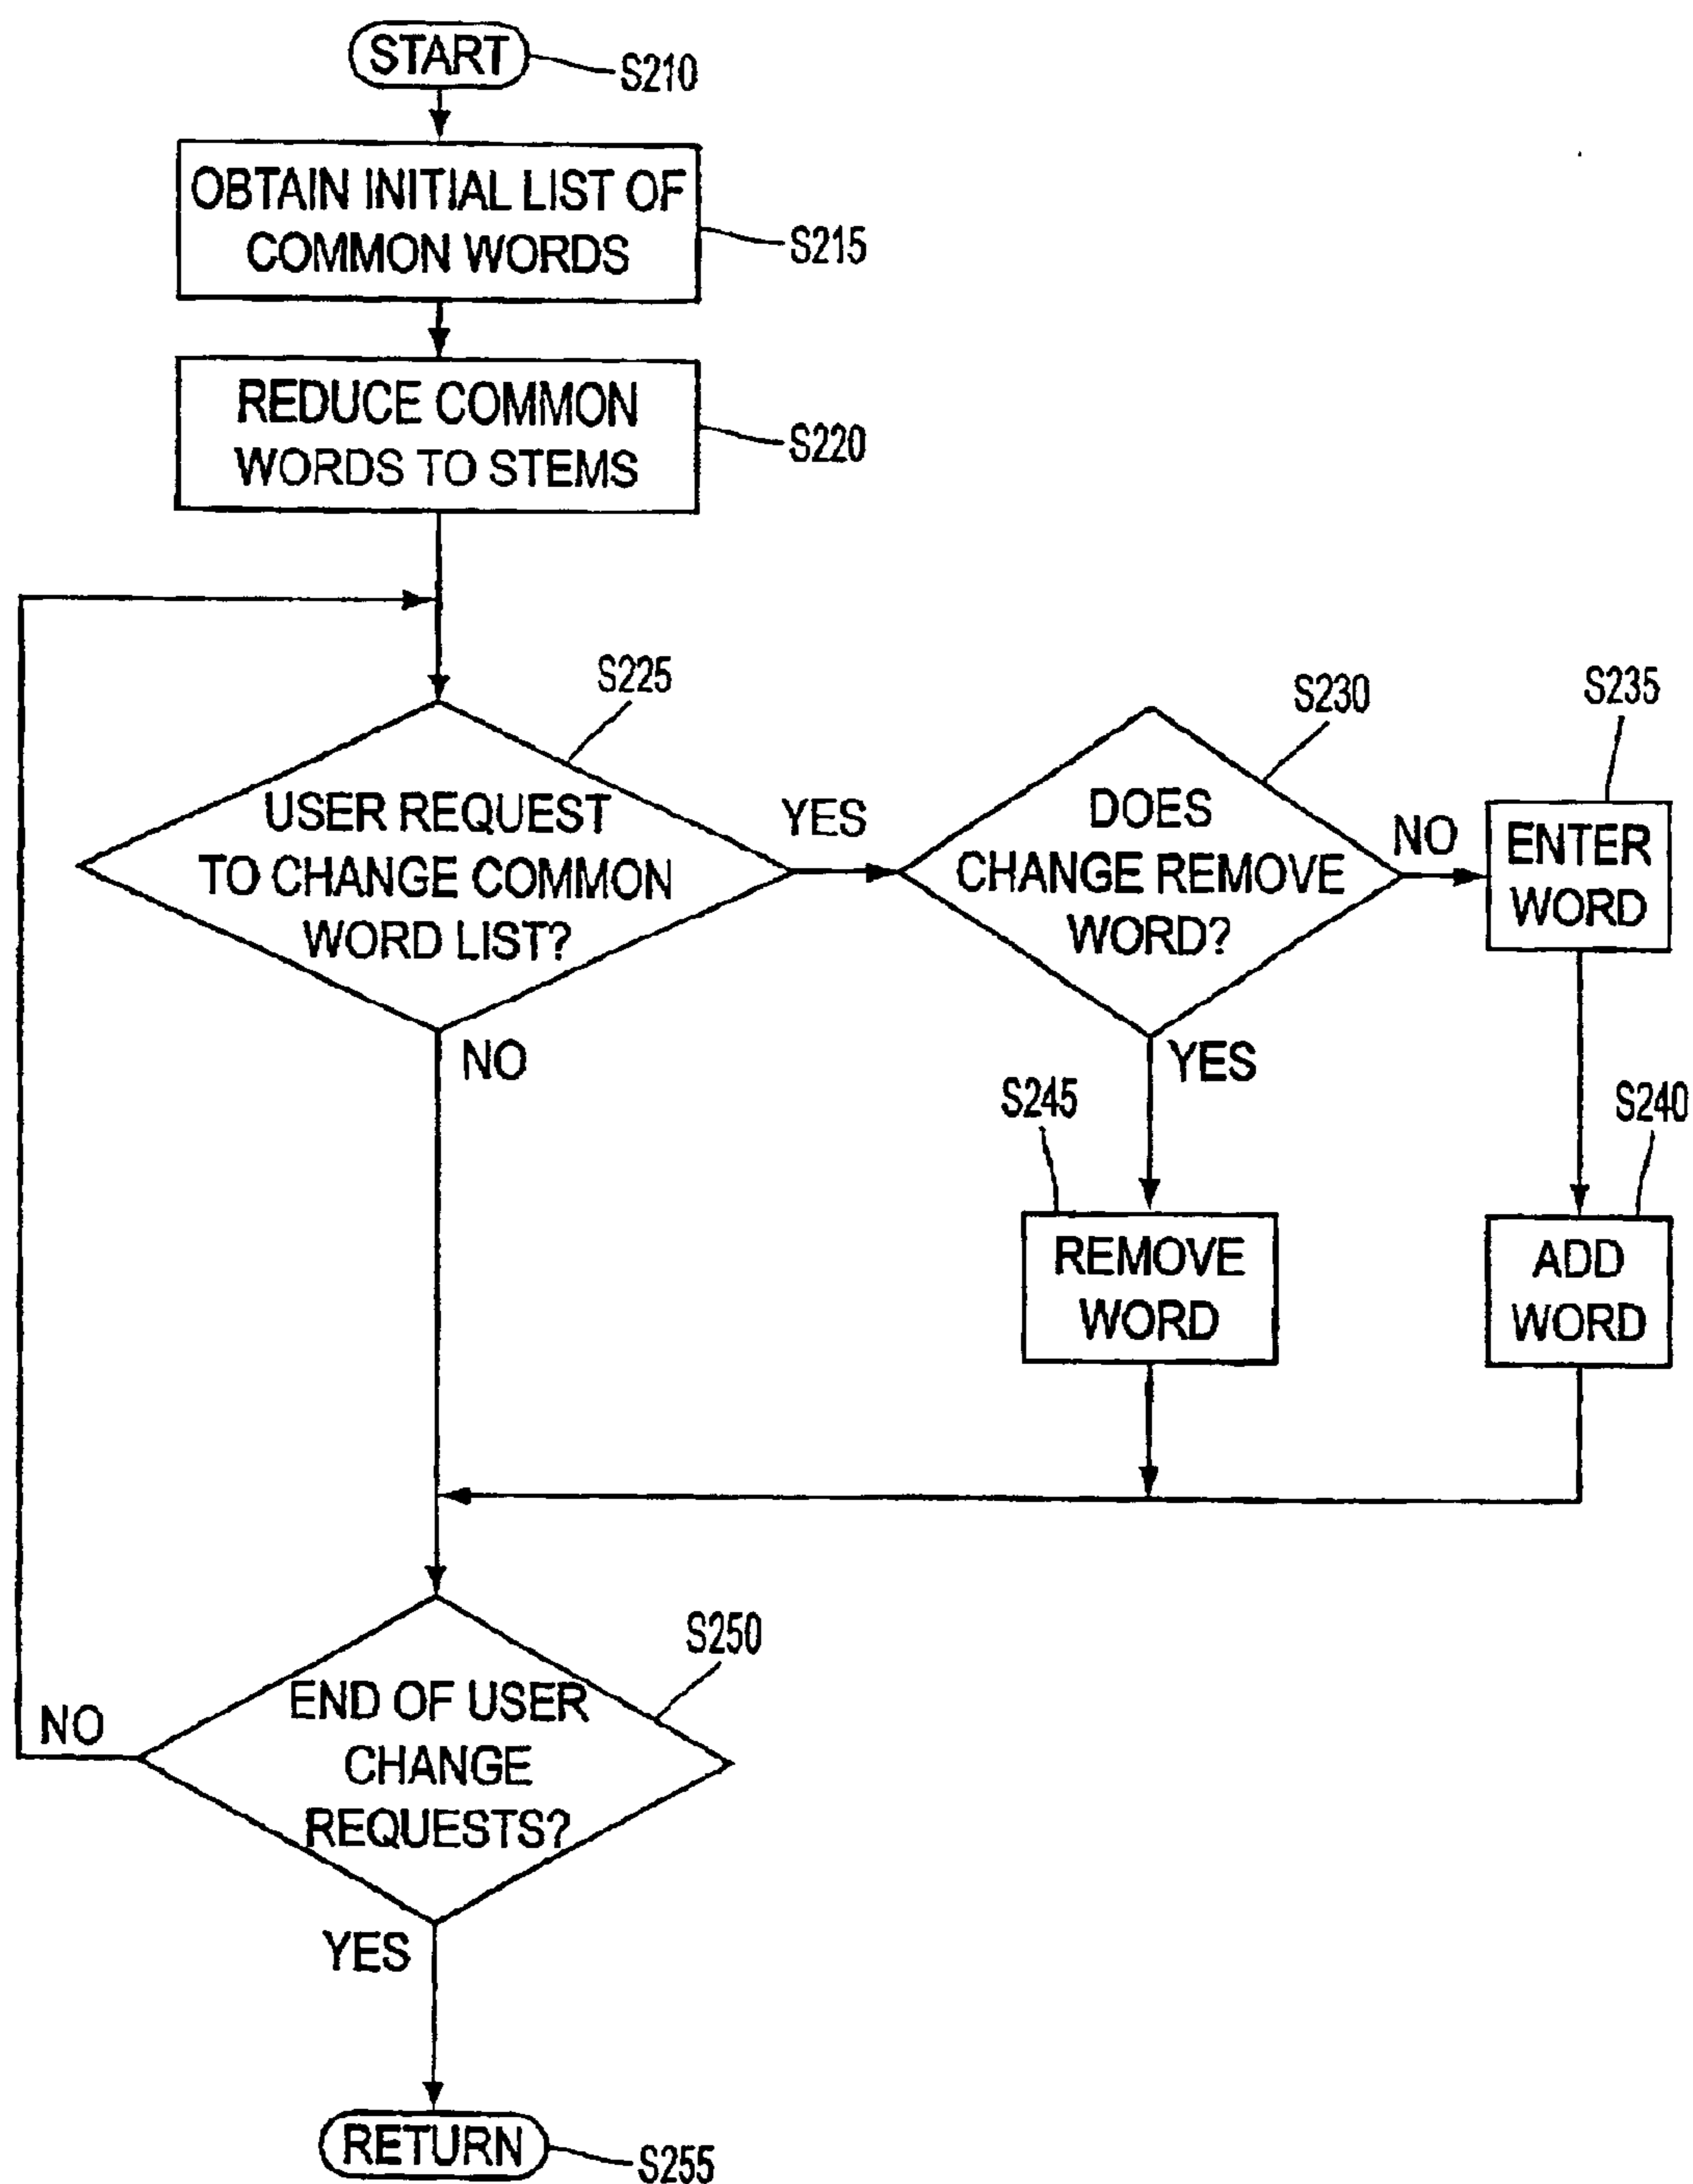 START
S210
OBTAIN INITIAL LIST OF
COMMON WORDS
S215
REDUCE COMMON
WORDS TO STEMS
S220
S225
USER REQUEST
TO CHANGE COMMON
WORD LIST?
YES
NO
S230
DOES
CHANGE REMOVE
WORD?
NO
YES
S235
ENTER
WORD
S245
REMOVE
WORD
S240
ADD
WORD
S250
END OF USER
CHANGE
REQUESTS?
NO
YES
RETURN
S255